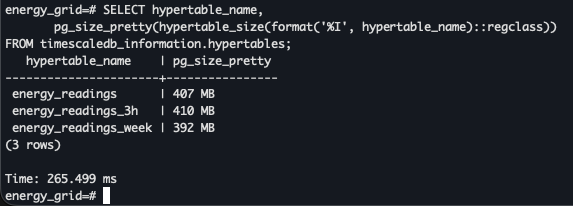 energy_grid=# SELECT hypertable_name,
       pg_size_pretty(hypertable_size(format('%I', hypertable_name)::regclass))
FROM timescaledb_information.hypertables;
   hypertable_name    | pg_size_pretty
----------------------+----------------
 energy_readings      | 407 MB
 energy_readings_3h   | 410 MB
 energy_readings_week | 392 MB
(3 rows)

Time: 265.499 ms
energy_grid=#